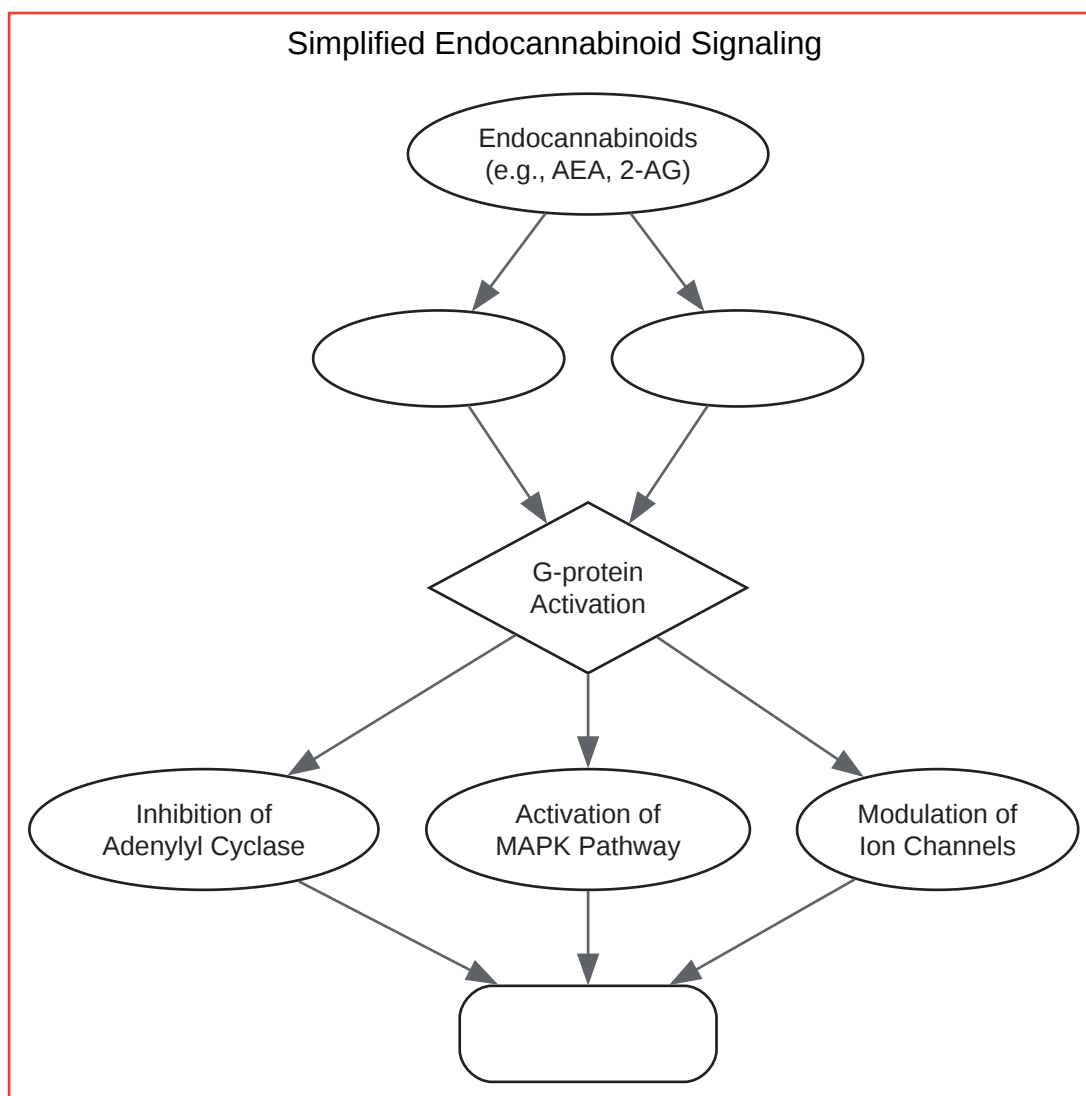 Simplified Endocannabinoid Signaling
Endocannabinoids
(e.g., AEA, 2-AG)
G-protein
Activation
Inhibition of
Adenylyl Cyclase
Activation of
MAPK Pathway
Modulation of
Ion Channels